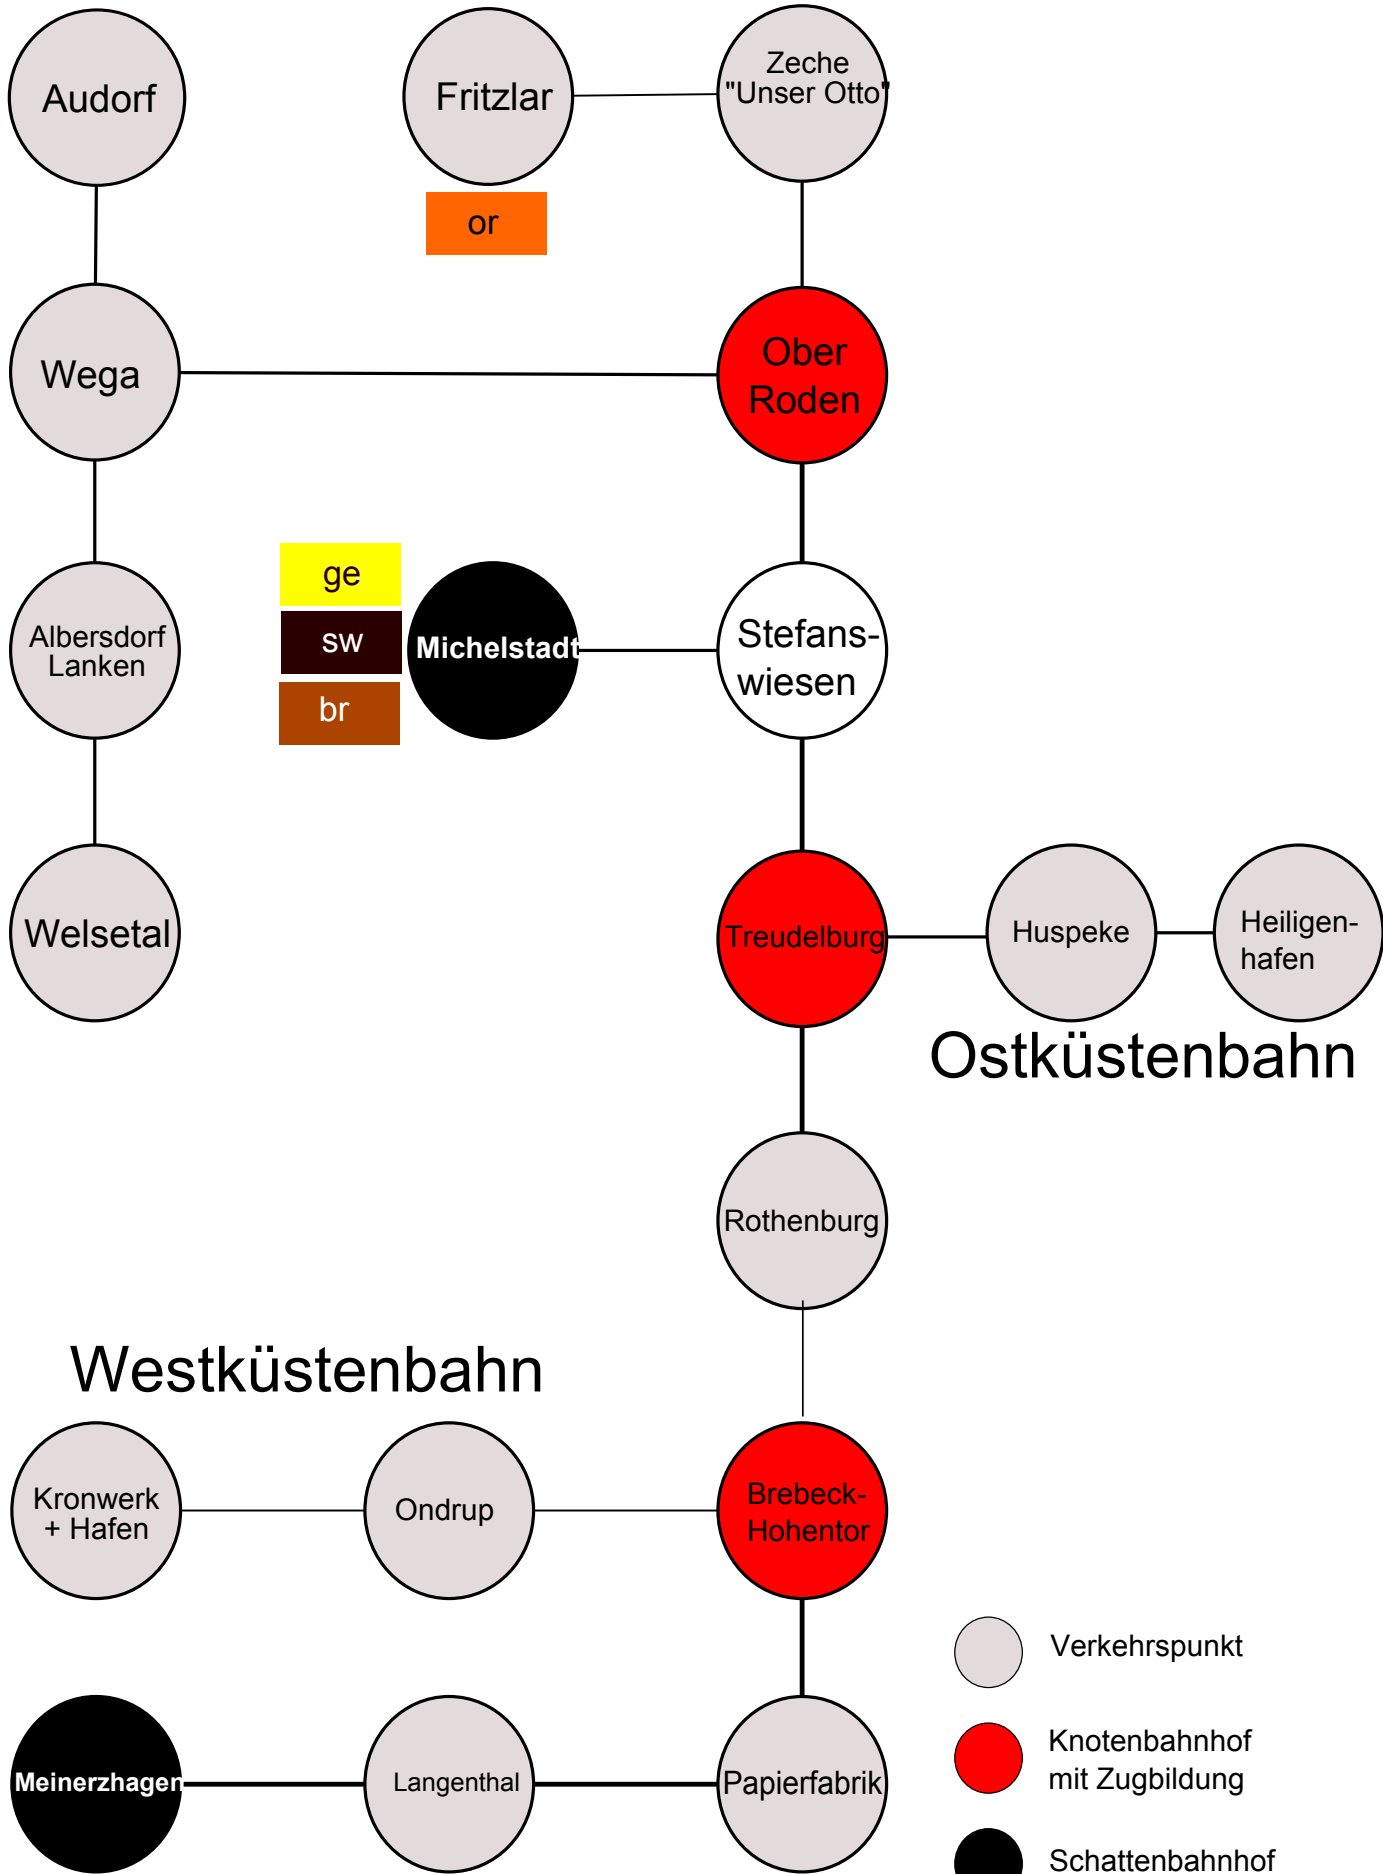 Audorf
Fritzlar
Zeche
"Unser Otto"
or
Wega
Ober
Roden
ge
sw
br
Michelstadt
Stefans-
wiesen
Albersdorf
Lanken
Welsetal
Treudelburg
Huspeke
Heiligen-
hafen
Ostküstenbahn
Rothenburg
Westküstenbahn
Kronwerk
+ Hafen
Ondrup
Brebeck-
Hohentor
Meinerzhagen
Langenthal
Papierfabrik
Verkehrspunkt
Knotenbahnhof
mit Zugbildung
Schattenbahnhof